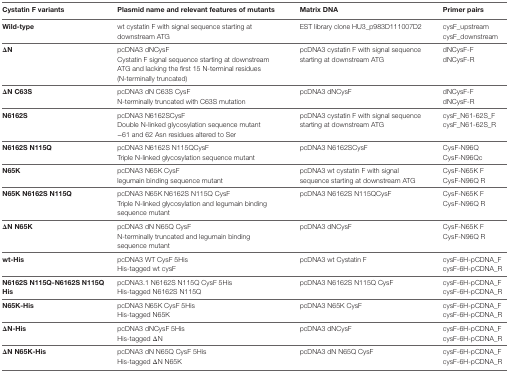 Cystatin F variants Plasmid name and relevant features of mutants Matrix DNA Primer pairs
Wild-type wt cystatin F with signal sequence starting at EST library clone HU3_p983D111007D2 cysF_upstream
downstream ATG cysF_downstream
ΔN pcDNA3 dNCysF pcDNA3 cystatin F with signal sequence dNCysF-F
Cystatin F signal sequence starting at downstream starting at downstream ATG dNCysF-R
ATG and lacking the first 15 N-terminal residues
(N-terminally truncated)
ΔN C63S pcDNA3 dN C63S CysF pcDNA3 dNCysF dNCysF-F
N-terminally truncated with C63S mutation dNCysF-R
N6162S pcDNA3 N6162SCysF pcDNA3 cystatin F with signal sequence cysF_N61-62S_F
Double N-linked glycosylation sequence mutant starting at downstream ATG cysF_N61-62S_R
–61 and 62 Asn residues altered to Ser
N6162S N115Q pcDNA3 N6162S N115QCysF pcDNA3 N6162SCysF CysF-N96Q
Triple N-linked glycosylation sequence mutant CysF-N96Qc
N65K pcDNA3 N65K CysF pcDNA3 wt cystatin F with signal CysF-N65K F
legumain binding sequence mutant sequence starting at downstream ATG CysF-N96Q R
N65K N6162S N115Q pcDNA3 N65K N6162S N115Q CysF pcDNA3 N6162S N115QCysF CysF-N65K F
Triple N-linked glycosylation and legumain binding CysF-N96Q R
sequence mutant
ΔN N65K pcDNA3 dN N65Q CysF pcDNA3 dNCysF CysF-N65K F
N-terminally truncated and legumain binding CysF-N96Q R
sequence mutant
wt-His pcDNA3 WT CysF 5His pcDNA3 wt Cystatin F cysF-6H-pCDNA_F
His-tagged wt cysF cysF-6H-pCDNA_R
N6162S N115Q-N6162S N115Q pcDNA3.1 N6162S N115Q CysF 5His pcDNA3 N6162S N115Q CysF cysF-6H-pCDNA_F
His His-tagged N6162S N115Q cysF-6H-pCDNA_R
N65K-His pcDNA3 N65K CysF 5His pcDNA3 N65K CysF cysF-6H-pCDNA_F
His-tagged N65K cysF-6H-pCDNA_R
ΔN-His pcDNA3 dNCysF 5His pcDNA3 dNCysF cysF-6H-pCDNA_F
His-tagged ΔN cysF-6H-pCDNA_R
ΔN N65K-His pcDNA3 dN N65Q CysF 5His pcDNA3 dN N65Q CysF cysF-6H-pCDNA_F
His-tagged ΔN N65K cysF-6H-pCDNA_R